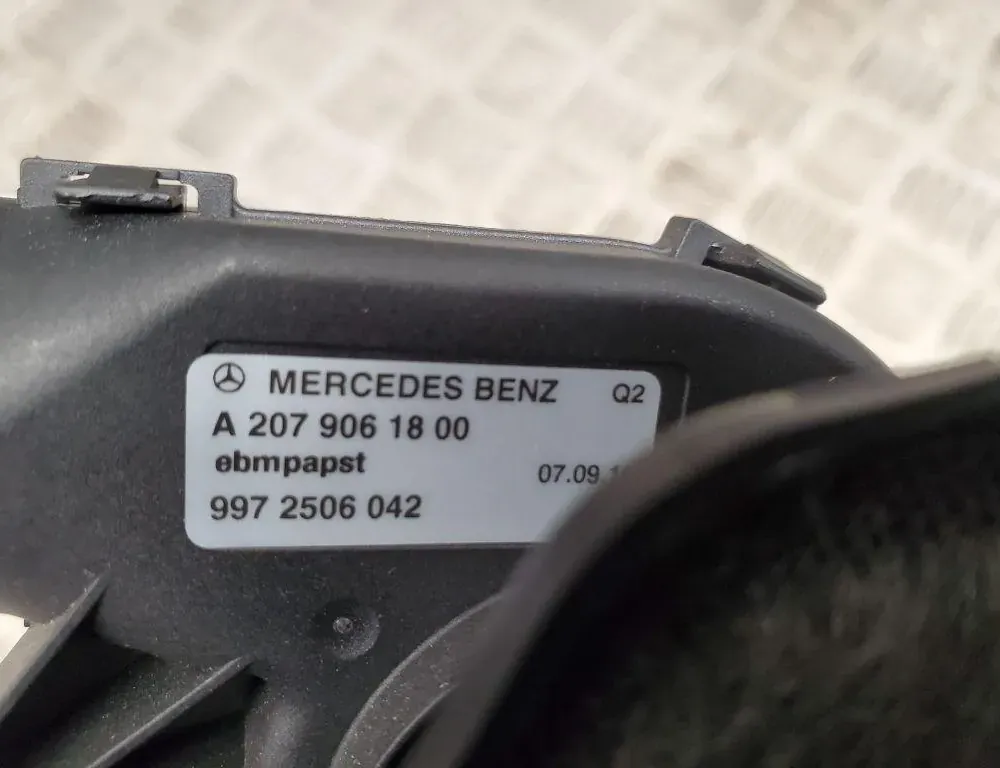 MERCEDES BENZ Q2
A 207 906 18 00
ebmpapst 07.09.
997 2506 042